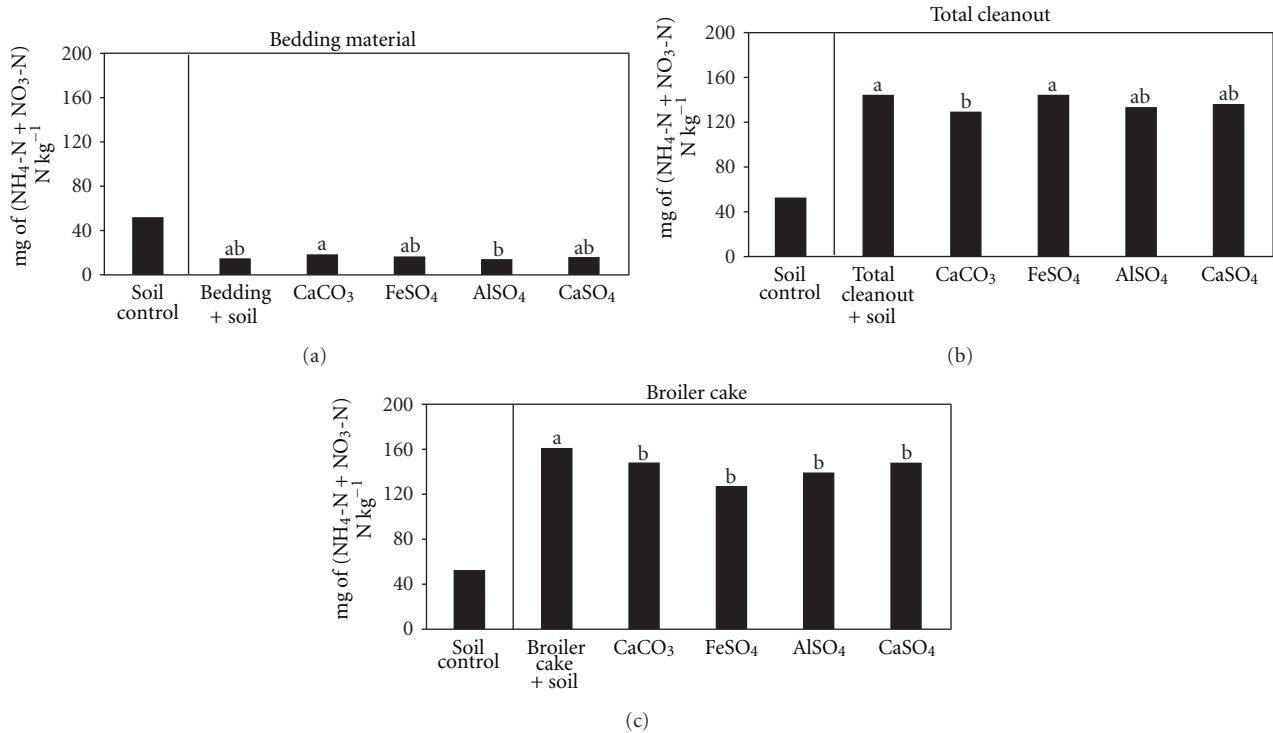 Bedding material
mg of (NH4-N + NO3-N)
N kg−1
200
160
120
80
40
0
ab
a
ab
b
ab
Soil control
Bedding + soil
CaCO3
FeSO4
AlSO4
CaSO4
(a)
Total cleanout
mg of (NH4-N + NO3-N)
N kg−1
200
160
120
80
40
0
a
b
a
ab
ab
Soil control
Total cleanout + soil
CaCO3
FeSO4
AlSO4
CaSO4
(b)
Broiler cake
mg of (NH4-N + NO3-N)
N kg−1
200
160
120
80
40
0
a
b
b
b
b
Soil control
Broiler cake + soil
CaCO3
FeSO4
AlSO4
CaSO4
(c)